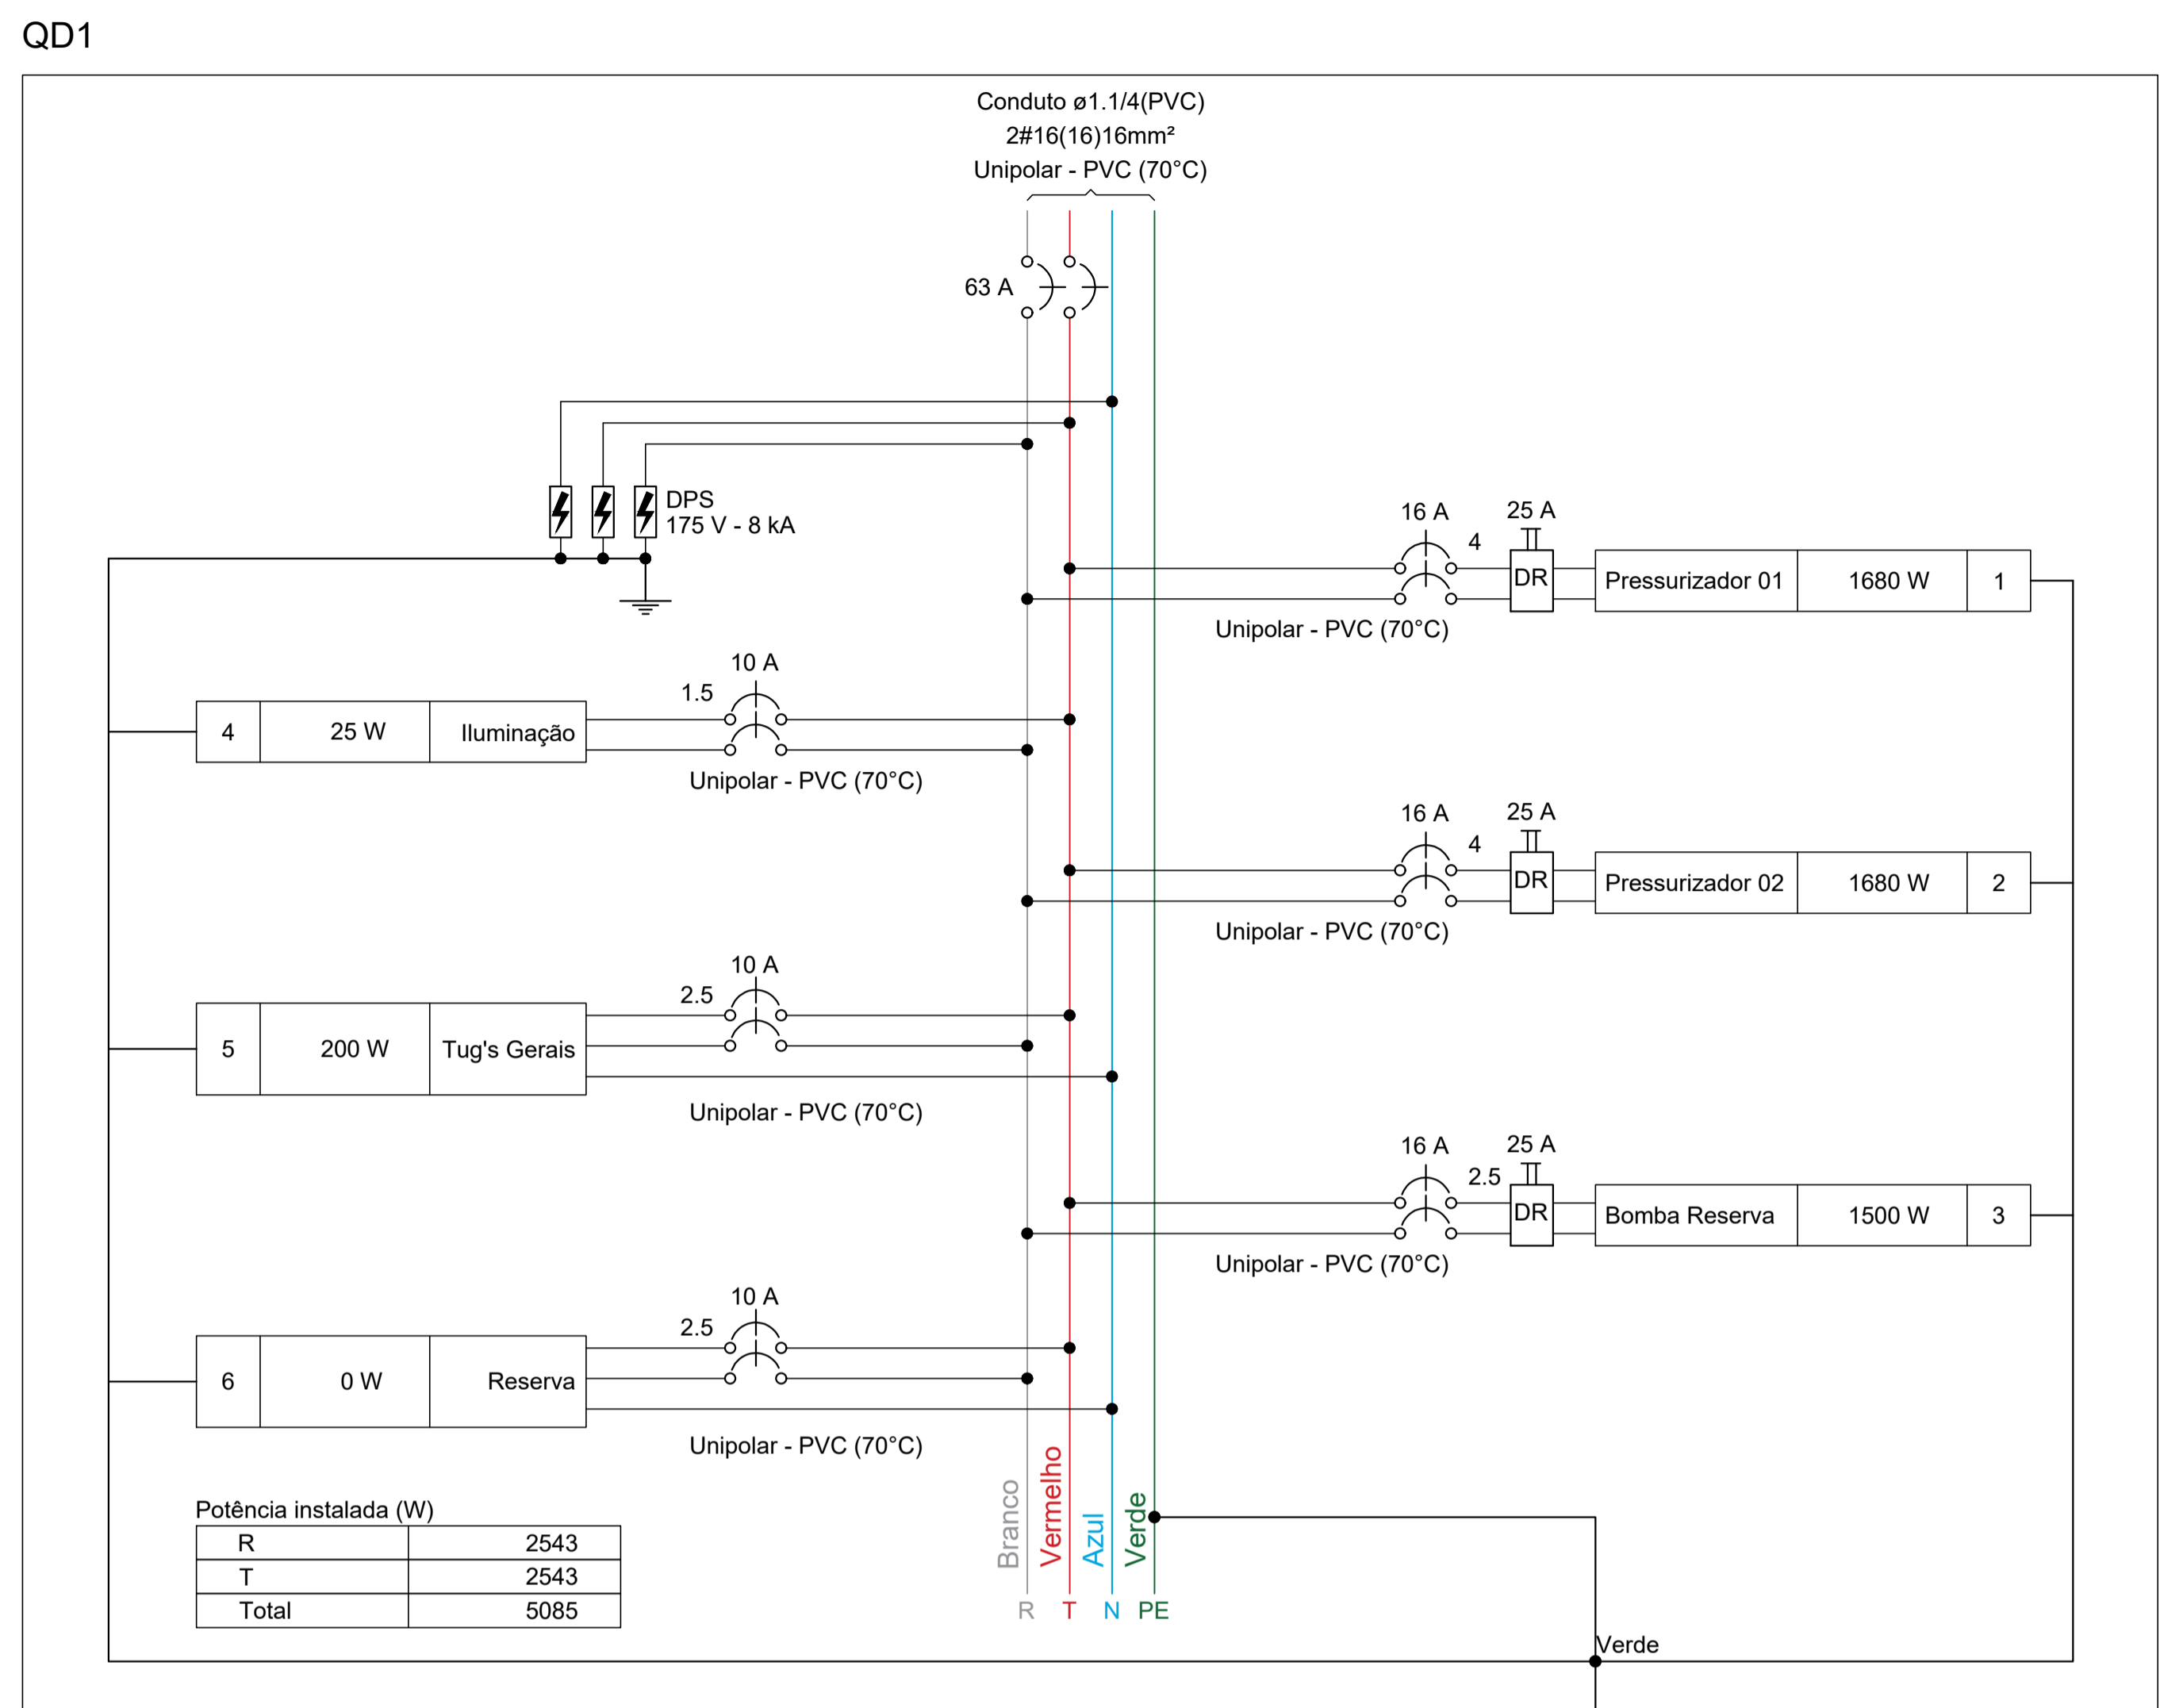 QD1
Conduto ø1.1/4(PVC)
2#16(16)16mm²
Unipolar - PVC (70°C)
63 A
DPS
175 V - 8 kA
16 A
25 A
4
DR
Pressurizador 01
1680 W
1
Unipolar - PVC (70°C)
10 A
1.5
4
25 W
Iluminação
Unipolar - PVC (70°C)
16 A
25 A
4
DR
Pressurizador 02
1680 W
2
Unipolar - PVC (70°C)
10 A
2.5
5
200 W
Tug's Gerais
Unipolar - PVC (70°C)
16 A
25 A
2.5
DR
Bomba Reserva
1500 W
3
Unipolar - PVC (70°C)
10 A
2.5
6
0 W
Reserva
Unipolar - PVC (70°C)
Branco
Vermelho
Azul
Verde
R
T
N
PE
Potência instalada (W)
R 2543
T 2543
Total 5085
Verde